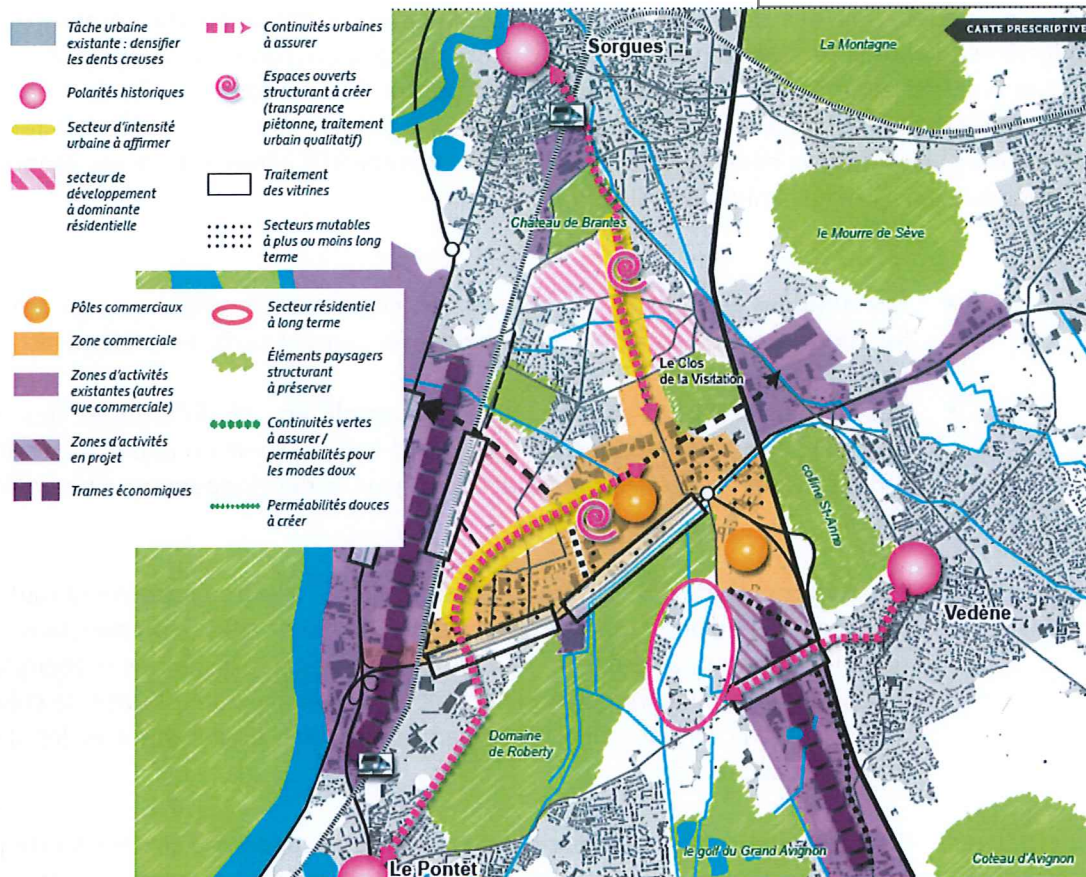 Tâche urbaine
existante : densifier
les dents creuses
Polarités historiques
Secteur d'intensité
urbaine à affirmer
secteur de
dévéloppement
à dominante
résidentielle
Continuités urbaines
à assurer
Espaces ouverts
structurant à créer
(transparence
piétonne, traitement
urbain qualitatif)
Traitement
des vitrines
Secteurs mutables
à plus ou moins long
terme
Pôles commerciaux
Zone commerciale
Zones d'activités
existantes (autres
que commerciale)
Zones d'activités
en projet
Trames économiques
Secteur résidentiel
à long terme
Éléments paysagers
structurant
à préserver
Continuités vertes
à assurer /
perméabilités pour
les modes doux
Perméabilités douces
à créer
CARTE PRESCRIPTIVE
Sorgues
La Montagne
Château de Brantes
le Mourre de Sève
Le Clos
de la Visitation
colline St-Anne
Vedène
Domaine
de Roberty
le golf du Grand Avignon
Le Pontet
Coteau d'Avignon